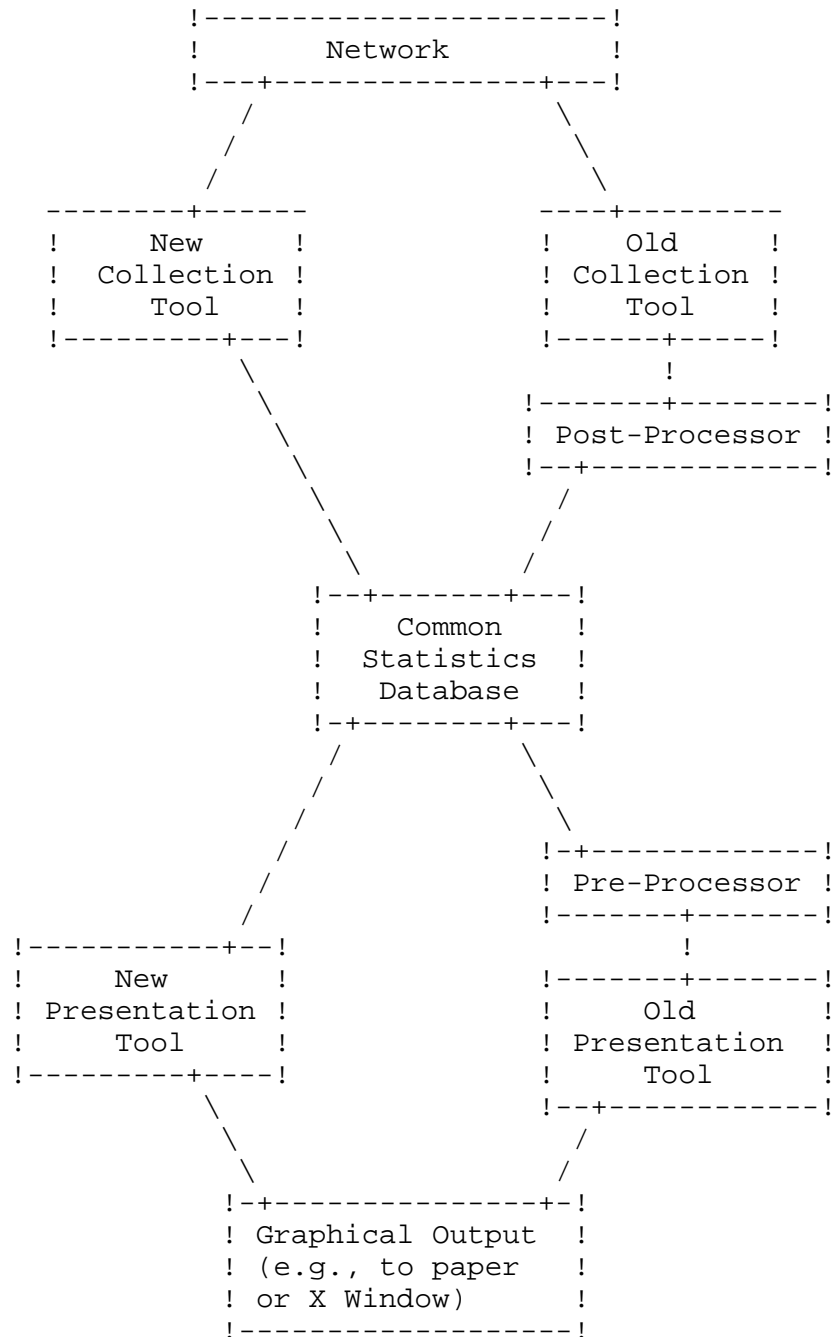 Network
New
Collection
Tool
Old
Collection
Tool
Post-Processor
Common
Statistics
Database
Pre-Processor
New
Presentation
Tool
Old
Presentation
Tool
Graphical Output
(e.g., to paper
or X Window)